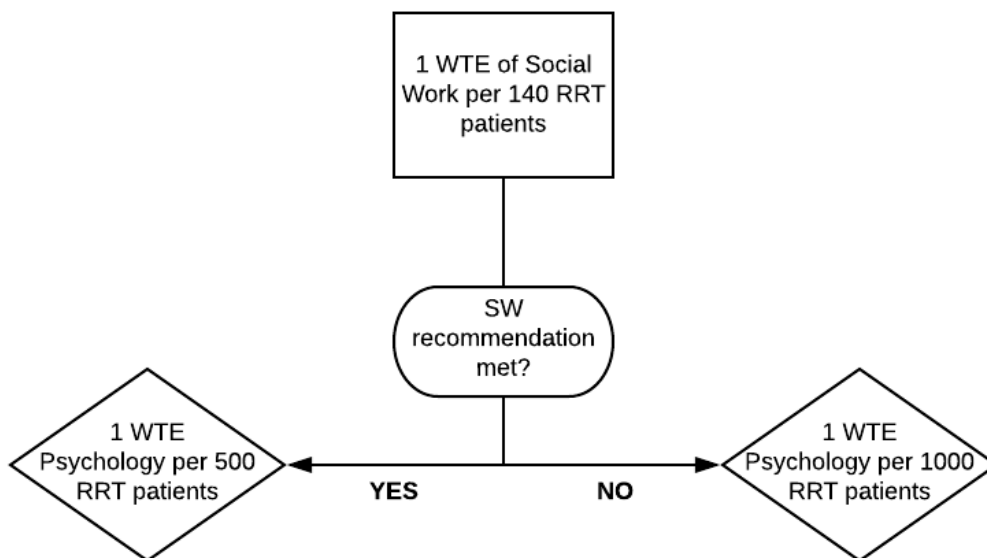 1 WTE of Social
Work per 140 RRT
patients
SW
recommendation
met?
1 WTE
Psychology per 500
RRT patients
YES
NO
1 WTE
Psychology per 1000
RRT patients